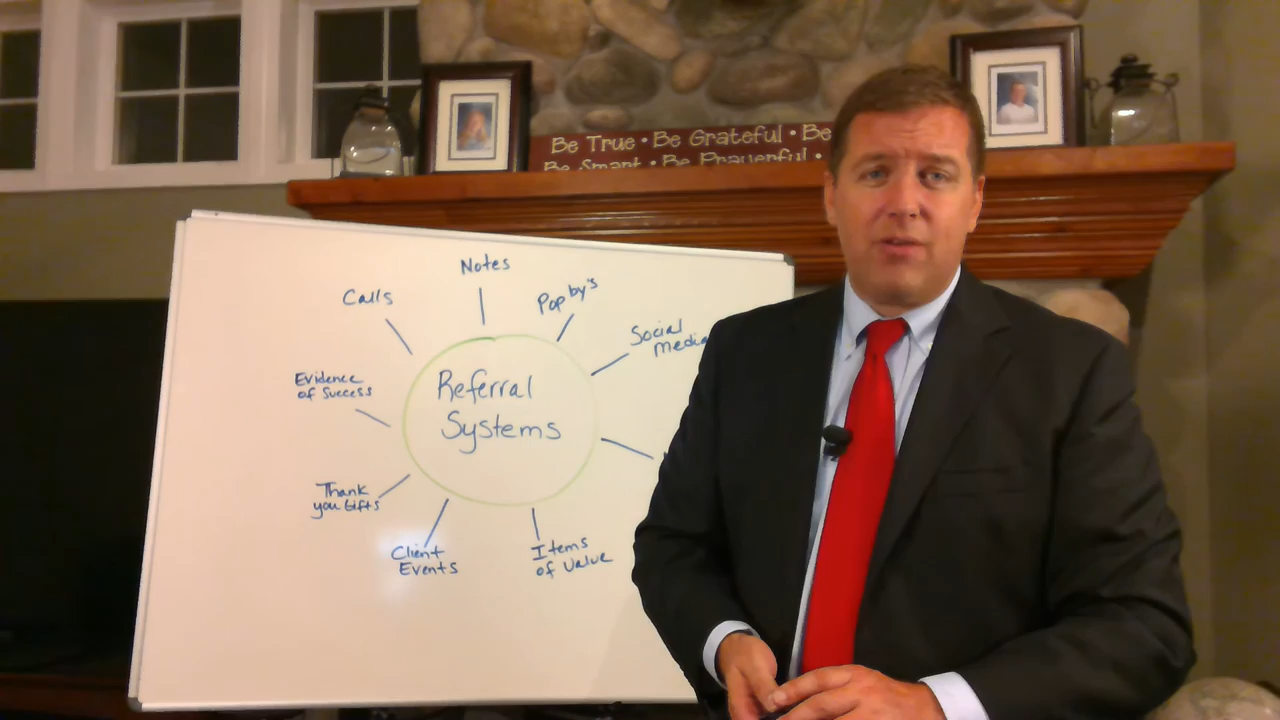 Be True • Be Grateful • Be
Be Smart • Be Prayerful •
Notes
Calls
Pop by's
Social
Media
Evidence
of Success
Referral
Systems
Thank
you Gifts
Client
Events
Items
of Value